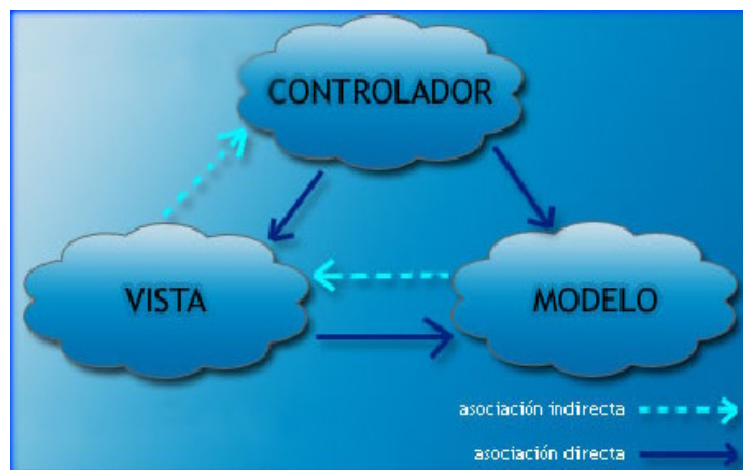 CONTROLADOR
VISTA
MODELO
asociación indirecta
asociación directa